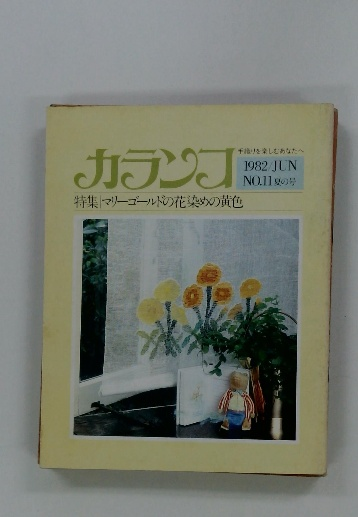 手作りを楽しむあなたへ
カランコ
1982 JUN
NO.11 夏の号
特集 マリーゴールドの花染めの黄色